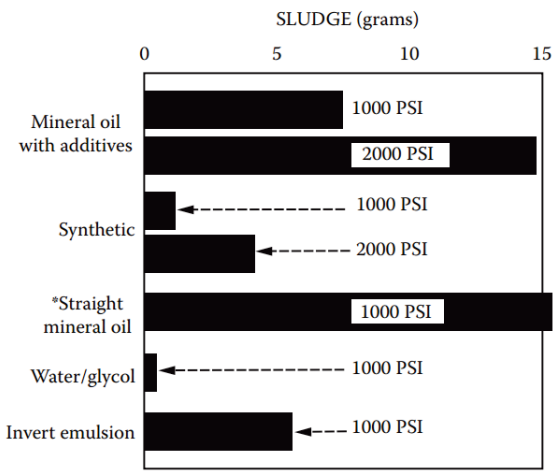 SLUDGE (grams)
0 5 10 15
Mineral oil
with additives
1000 PSI
2000 PSI
Synthetic
1000 PSI
2000 PSI
*Straight
mineral oil
1000 PSI
Water/glycol
1000 PSI
Invert emulsion
1000 PSI